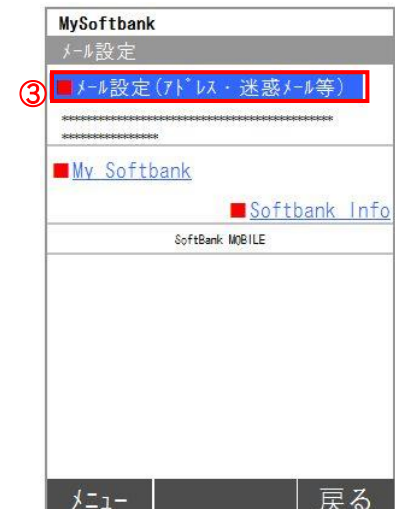 MySoftbank
ﾒｰﾙ設定
③
■ﾒｰﾙ設定(ｱﾄﾞﾚｽ・迷惑ﾒｰﾙ等)
■My Softbank
■Softbank Info
SoftBank MOBILE
ﾒﾆｭｰ
戻る